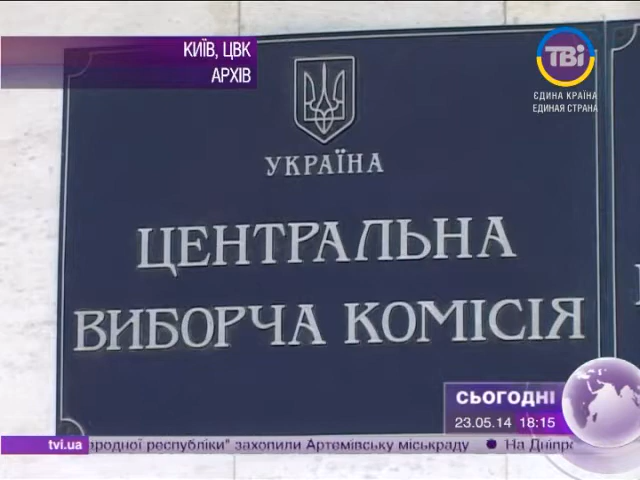 КИЇВ, ЦВК
АРХІВ
ТВі
ЄДИНА КРАЇНА
ЕДИНАЯ СТРАНА
УКРАЇНА
ЦЕНТРАЛЬНА
ВИБОРЧА КОМІСІЯ
СЬОГОДНІ
23.05.14 18:15
tvi.ua ародної республіки" захопили Артемівську міськраду • На Дніпро